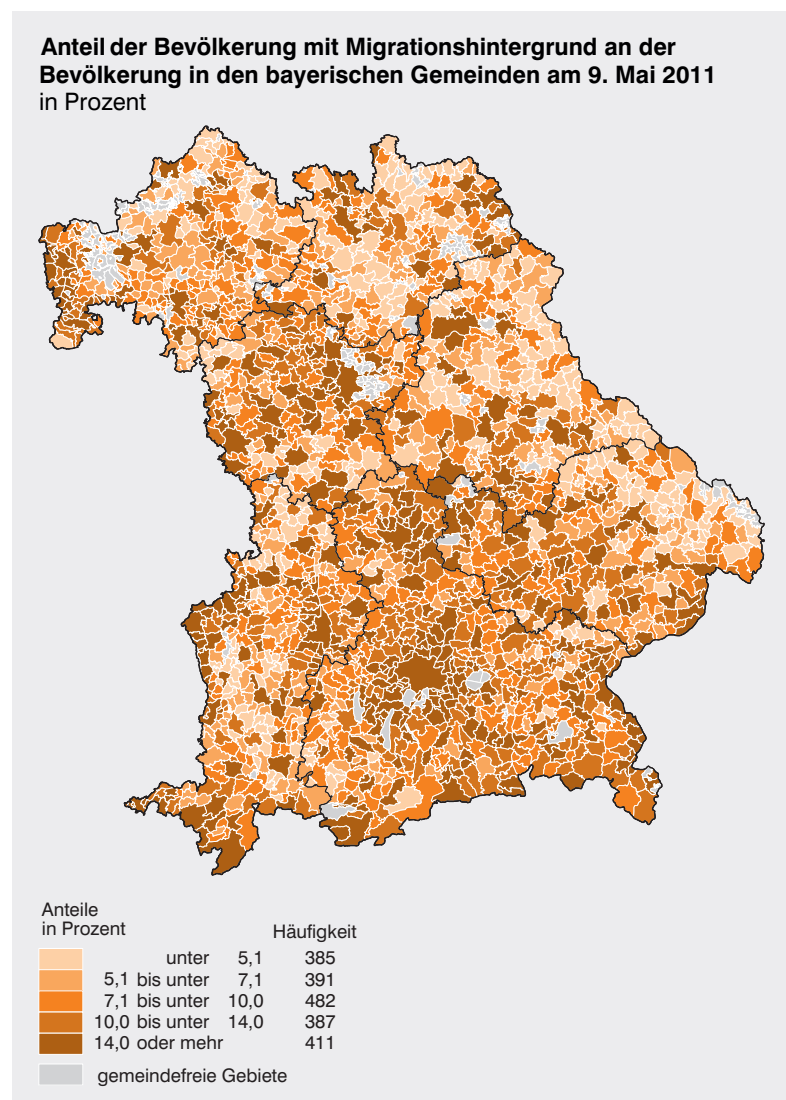 Anteil der Bevölkerung mit Migrationshintergrund an der
Bevölkerung in den bayerischen Gemeinden am 9. Mai 2011
in Prozent
Anteile
in Prozent
Häufigkeit
unter 5,1 385
5,1 bis unter 7,1 391
7,1 bis unter 10,0 482
10,0 bis unter 14,0 387
14,0 oder mehr 411
gemeindefreie Gebiete